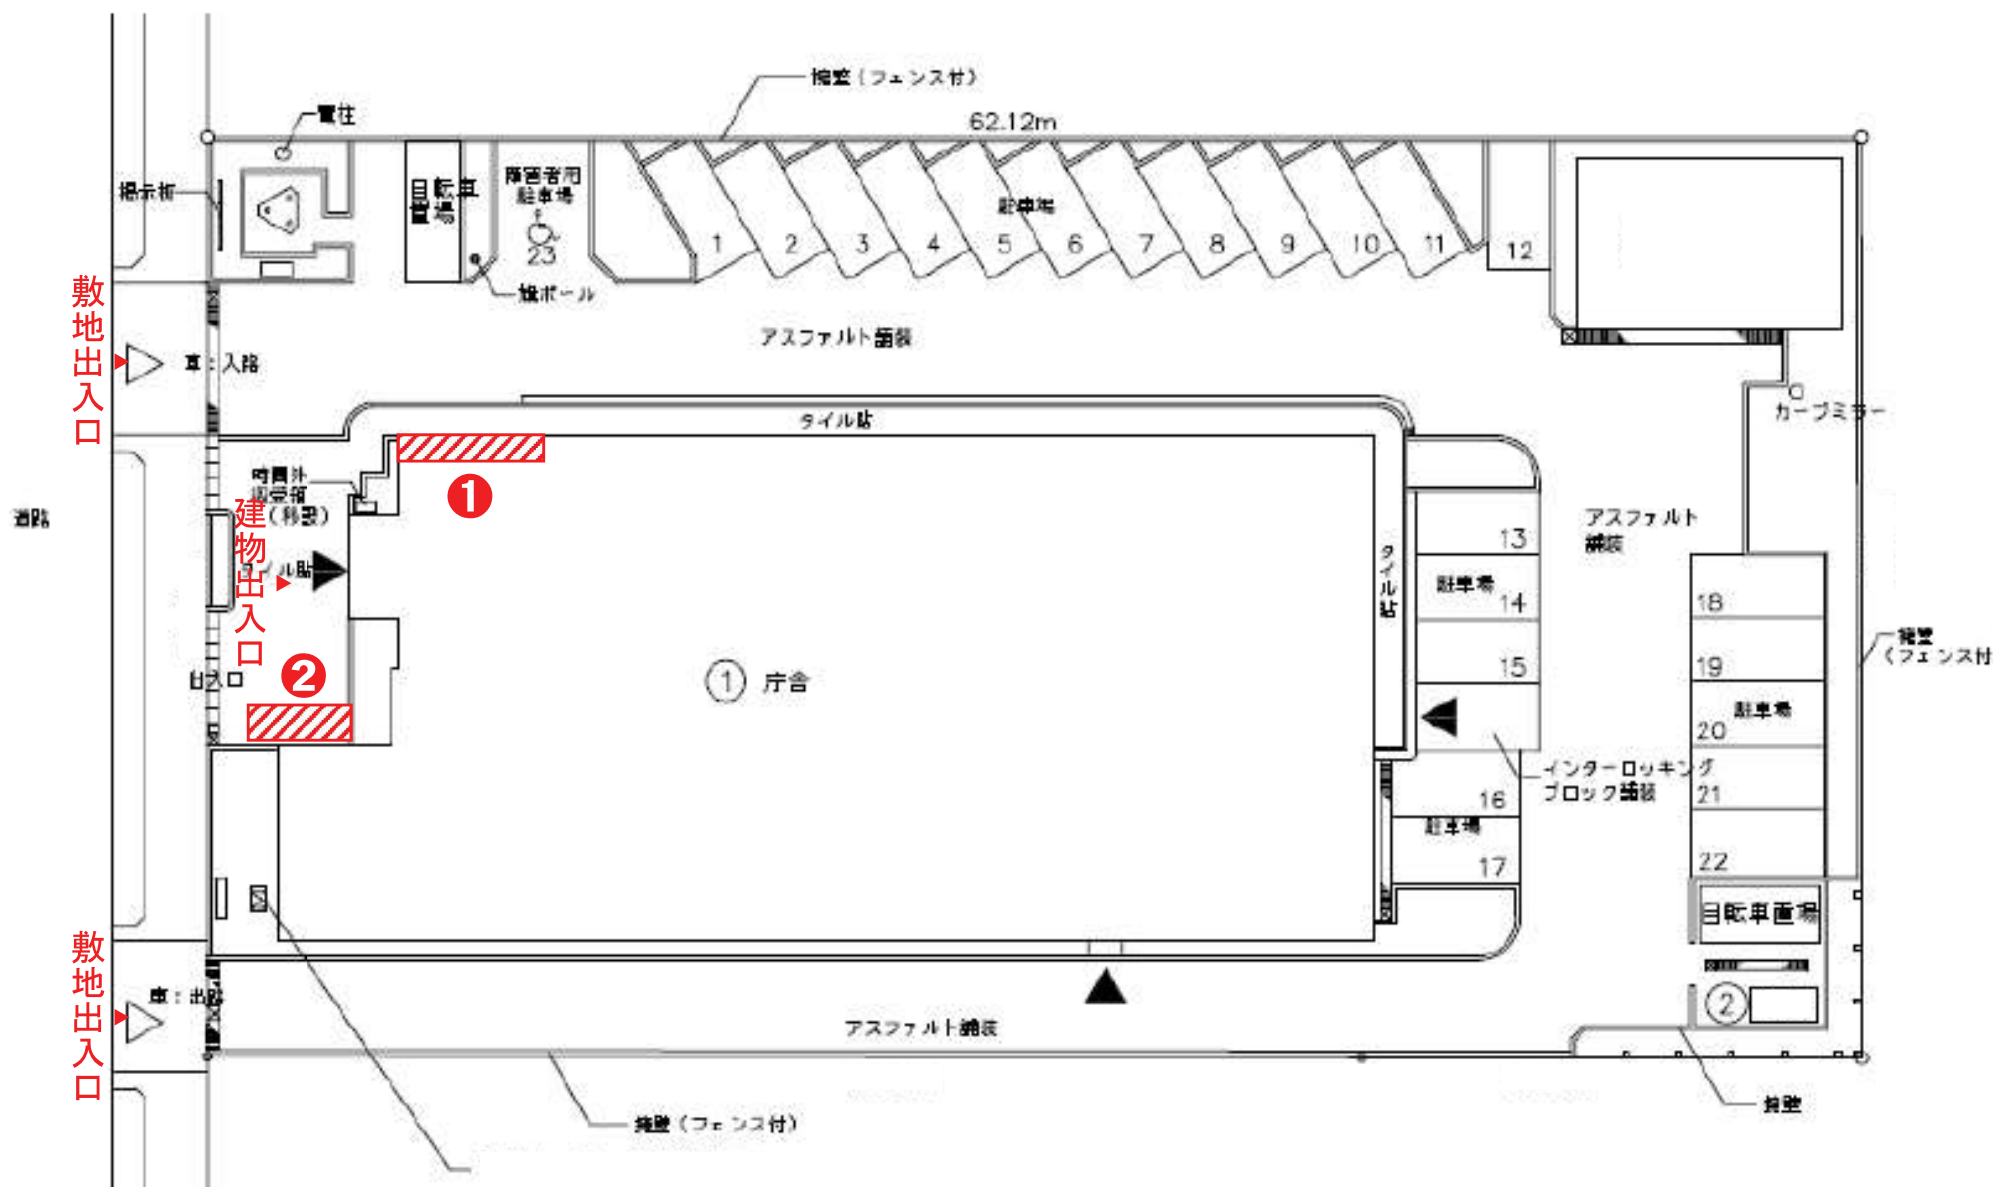 擁壁（フェンス付）
62.12m
電柱
掲示板
障害者用
駐車場
23
旗ポール
駐車場
1
2
3
4
5
6
7
8
9
10
11
12
敷地出入口
車：入路
アスファルト舗装
カーブミラー
タイル貼
時間外
（移設）
❶
道路
建物出入口
タイル貼
❷
出入口
① 庁舎
タイル貼
アスファルト
舗装
13
駐車場
14
15
16
駐車場
17
インターロッキング
ブロック舗装
18
19
駐車場
20
21
22
擁壁
（フェンス付
自転車置場
②
敷地出入口
車：出路
アスファルト舗装
擁壁（フェンス付）
擁壁